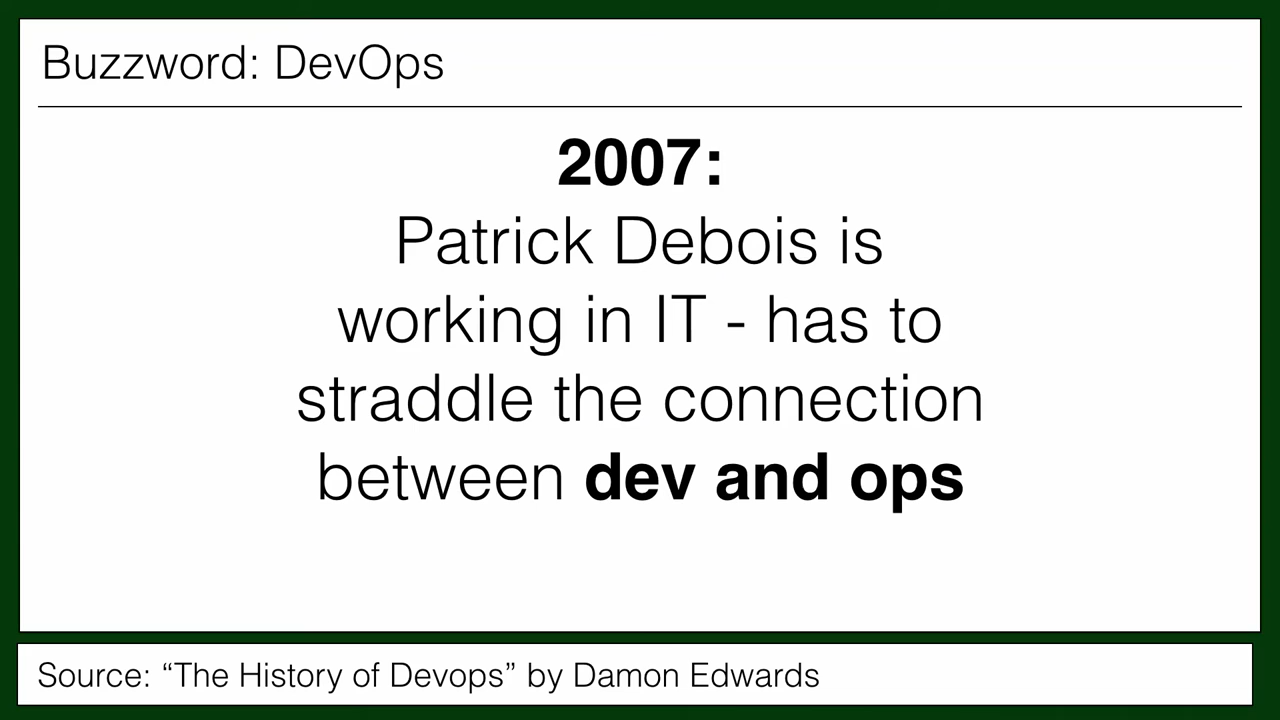 Buzzword: DevOps
2007:
Patrick Debois is
working in IT - has to
straddle the connection
between dev and ops
Source: “The History of Devops” by Damon Edwards